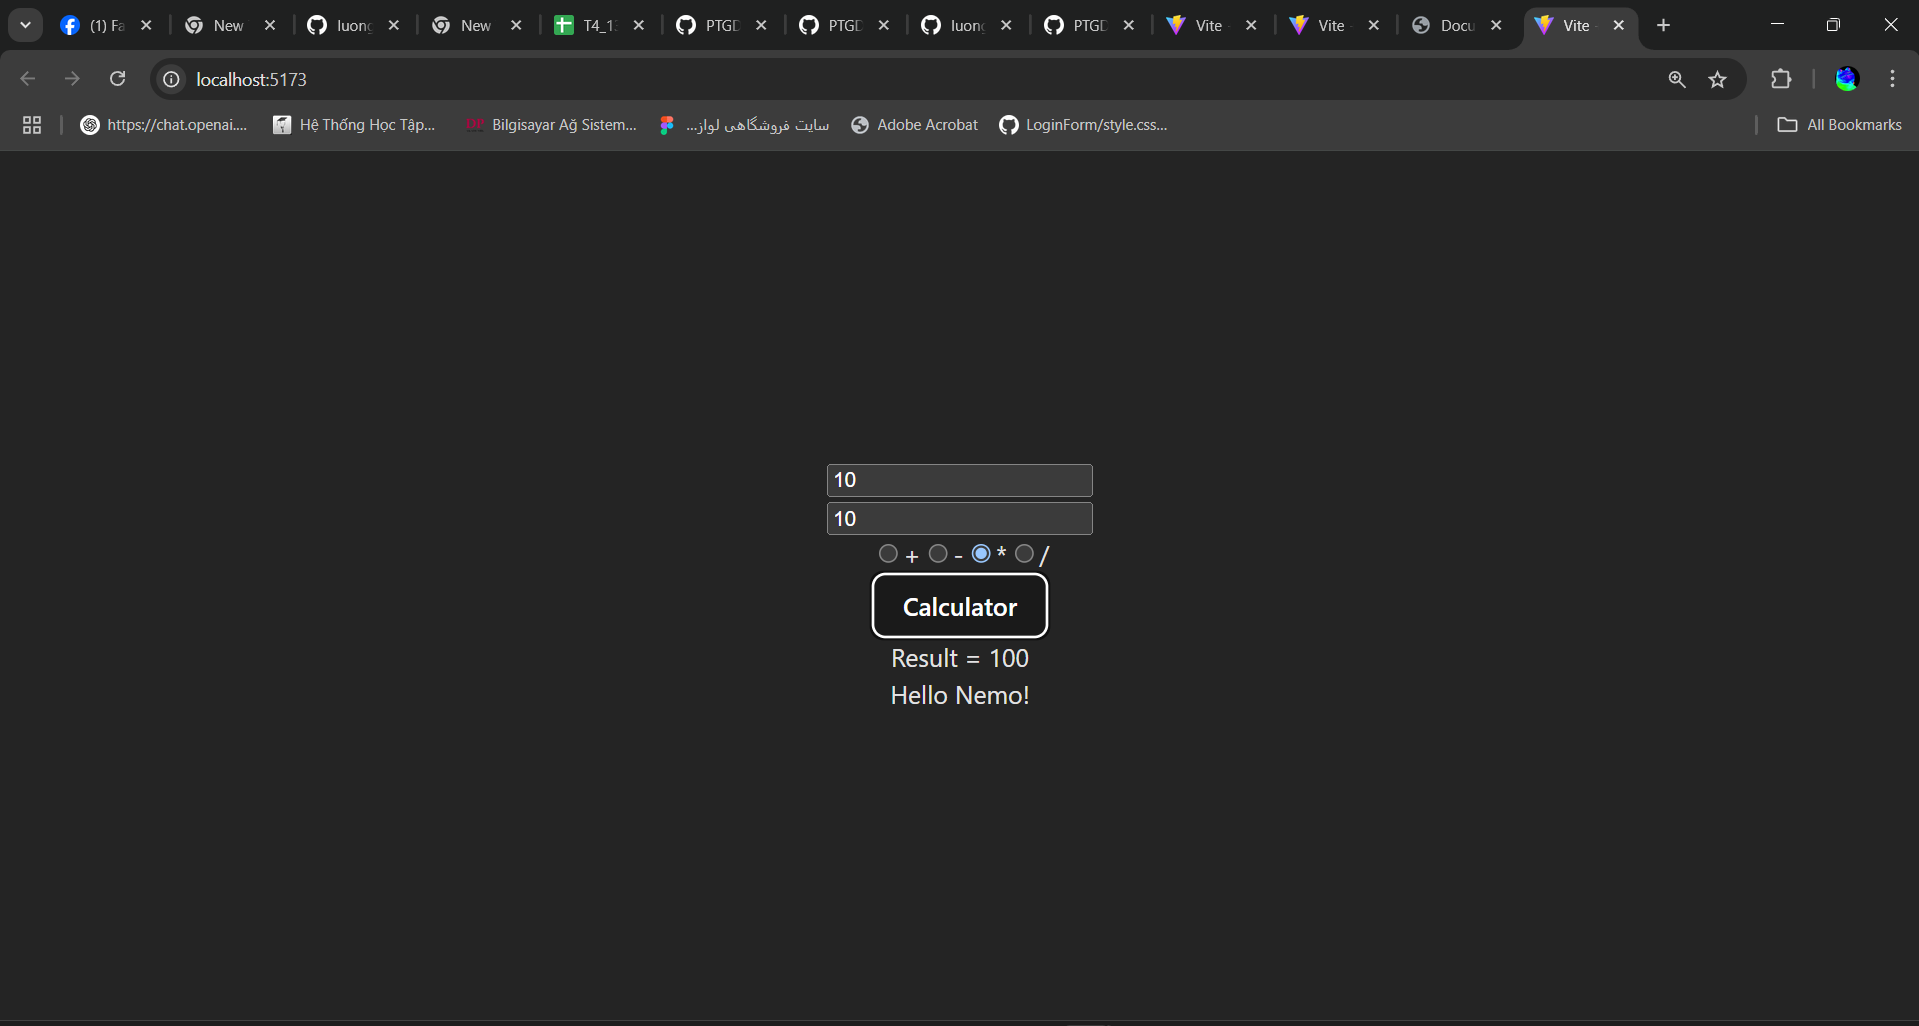 (1) Fa New luong New T4_1 PTGD PTGD luong PTGD Vite Vite Docu Vite
localhost:5173
https://chat.openai.... Hệ Thống Học Tập... Bilgisayar Ağ Sistem... سایت فروشگاهی لواز... Adobe Acrobat LoginForm/style.css... All Bookmarks
10
10
+ - * /
Calculator
Result = 100
Hello Nemo!